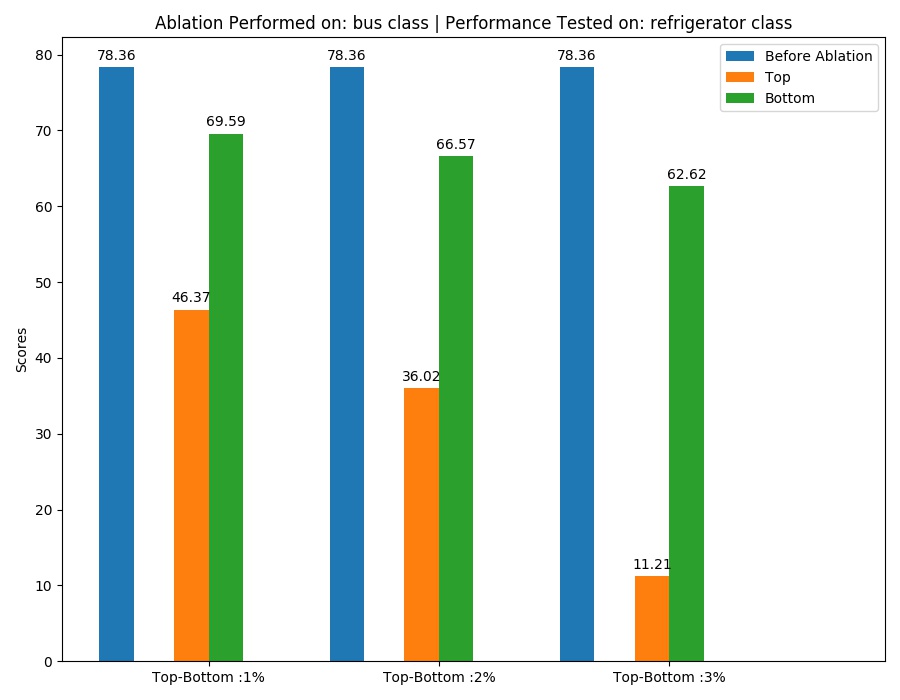 Ablation Performed on: bus class | Performance Tested on: refrigerator class
Before Ablation
Top
Bottom
Scores
80
70
60
50
40
30
20
10
0
78.36
46.37
69.59
78.36
36.02
66.57
78.36
11.21
62.62
Top-Bottom :1%
Top-Bottom :2%
Top-Bottom :3%